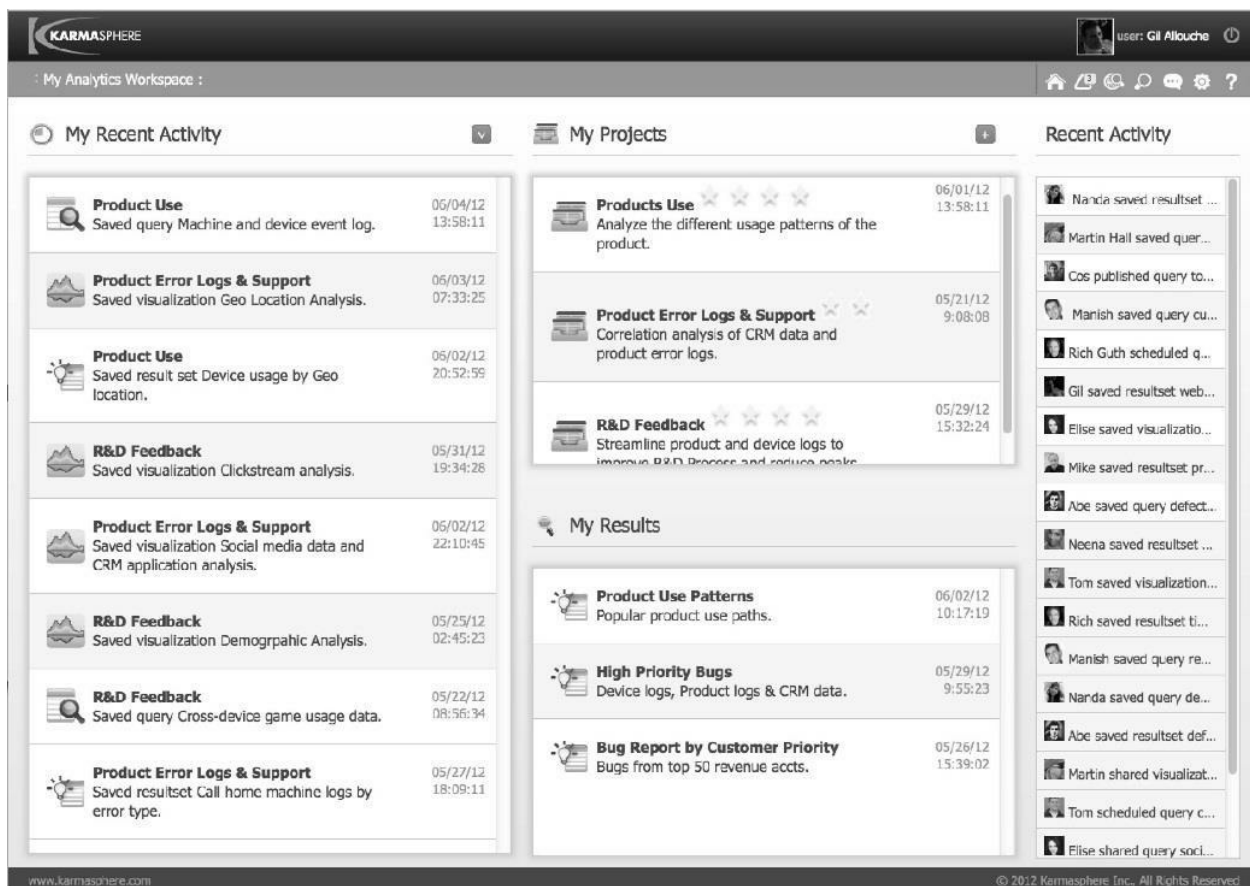 KARMASPHERE
user: Gil Allouche
: My Analytics Workspace :
3
?
My Recent Activity
v
Product Use
06/04/12
Saved query Machine and device event log.
13:58:11
Product Error Logs & Support
06/03/12
Saved visualization Geo Location Analysis.
07:33:25
Product Use
06/02/12
Saved result set Device usage by Geo
20:52:59
location.
R&D Feedback
05/31/12
Saved visualization Clickstream analysis.
19:34:28
Product Error Logs & Support
06/02/12
Saved visualization Social media data and
22:10:45
CRM application analysis.
R&D Feedback
05/25/12
Saved visualization Demogrpahic Analysis.
02:45:23
R&D Feedback
05/22/12
Saved query Cross-device game usage data.
08:56:34
Product Error Logs & Support
05/27/12
Saved resultset Call home machine logs by
18:09:11
error type.
My Projects
+
Products Use
06/01/12
13:58:11
Analyze the different usage patterns of the
product.
Product Error Logs & Support
05/21/12
9:08:08
Correlation analysis of CRM data and
product error logs.
R&D Feedback
05/29/12
15:32:24
Streamline product and device logs to
improve R&D Process and reduce peaks
My Results
Product Use Patterns
06/02/12
Popular product use paths.
10:17:19
High Priority Bugs
05/29/12
Device logs, Product logs & CRM data.
9:55:23
Bug Report by Customer Priority
05/26/12
Bugs from top 50 revenue accts.
15:39:02
Recent Activity
Nanda saved resultset ...
Martin Hall saved quer...
Cos published query to...
Manish saved query cu...
Rich Guth scheduled q...
Gil saved resultset web...
Elise saved visualizatio...
Mike saved resultset pr...
Abe saved query defect...
Neena saved resultset ...
Tom saved visualization...
Rich saved resultset ti...
Manish saved query re...
Nanda saved query de...
Abe saved resultset def...
Martin shared visualizat...
Tom scheduled query c...
Elise shared query soci...
www.karmasphere.com
© 2012 Karmasphere Inc., All Rights Reserved